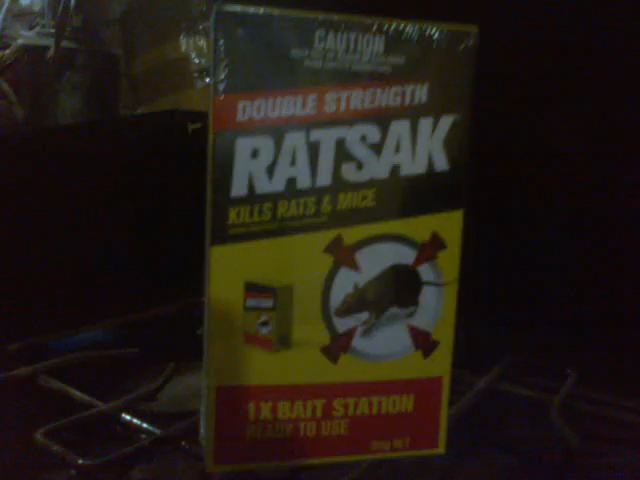 CAUTION
DOUBLE STRENGTH
RATSAK
KILLS RATS & MICE
1 X BAIT STATION
READY TO USE